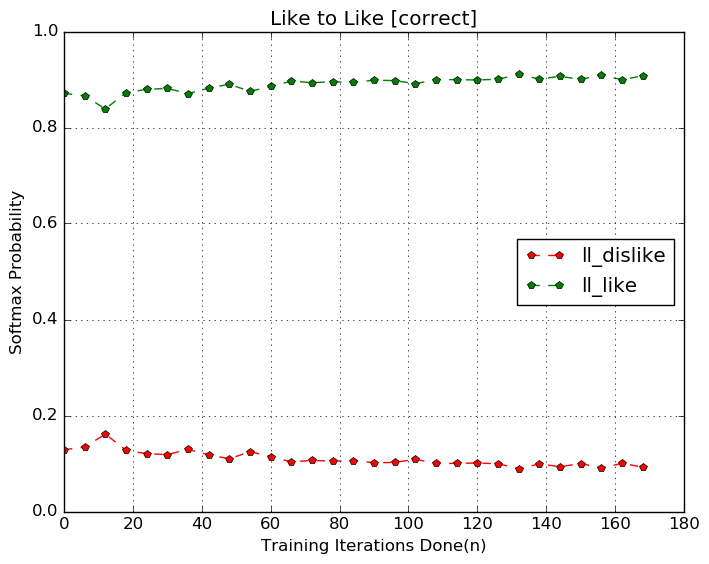 Like to Like [correct]
1.0
0.8
0.6
0.4
0.2
0.0
Softmax Probability
ll_dislike
ll_like
0 20 40 60 80 100 120 140 160 180
Training Iterations Done(n)